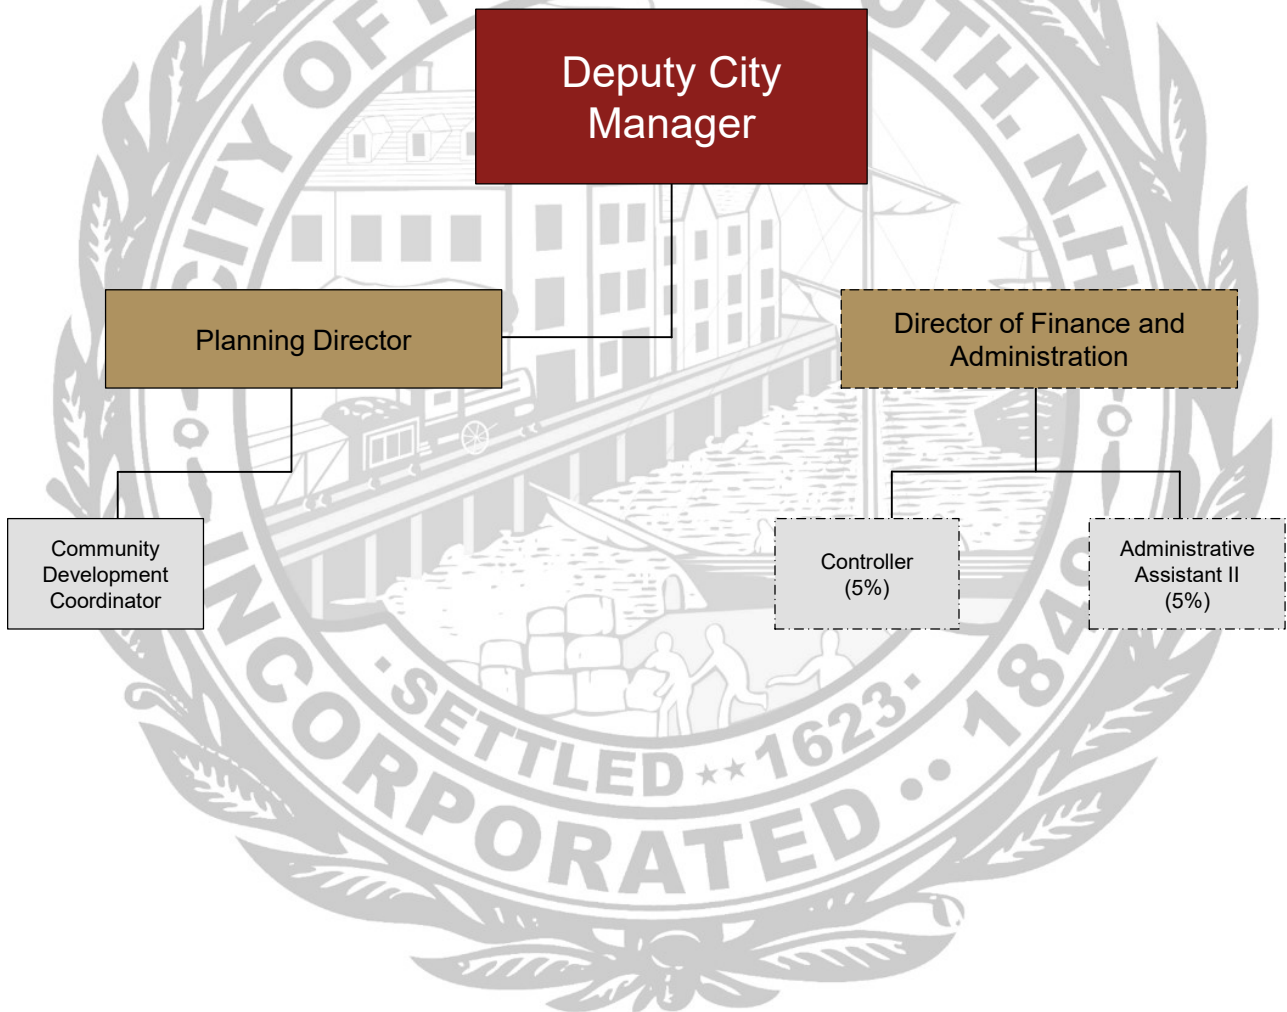 Deputy City
Manager
Planning Director
Director of Finance and
Administration
Community
Development
Coordinator
Controller
(5%)
Administrative
Assistant II
(5%)
CITY OF
UTH, N.H.
SETTLED ★★ 1623
INCORPORATED •• 1849